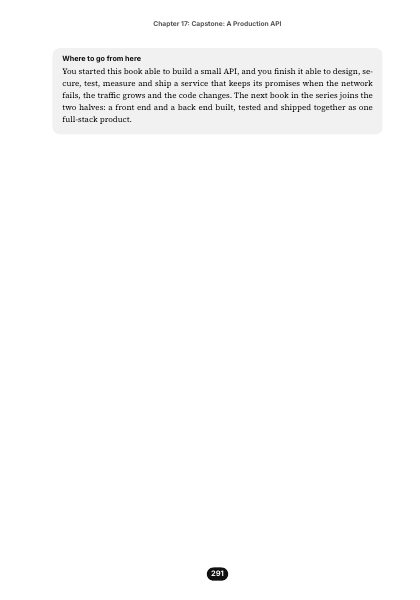 Chapter 17: Capstone: A Production API
Where to go from here
You started this book able to build a small API, and you finish it able to design, se-
cure, test, measure and ship a service that keeps its promises when the network
fails, the traffic grows and the code changes. The next book in the series joins the
two halves: a front end and a back end built, tested and shipped together as one
full-stack product.
291